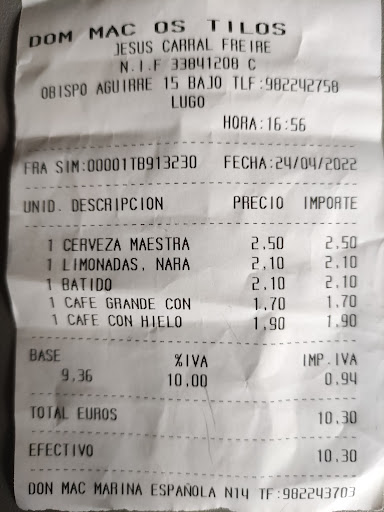 DOM MAC OS TILOS
JESUS CARRAL FREIRE
N.I.F 33841208 C
OBISPO AGUIRRE 15 BAJO TLF:982242758
LUGO
HORA:16:56
FRA SIM:00001TB913230 FECHA:24/04/2022
UNID. DESCRIPCION PRECIO IMPORTE
1 CERVEZA MAESTRA 2.50 2.50
1 LIMONADAS, NARA 2.10 2.10
1 BATIDO 2.10 2.10
1 CAFE GRANDE CON 1.70 1.70
1 CAFE CON HIELO 1.90 1.90
BASE %IVA IMP.IVA
9,36 10.00 0.94
TOTAL EUROS 10.30
EFECTIVO 10.30
DON MAC MARINA ESPAÑOLA N14 TF:982243703